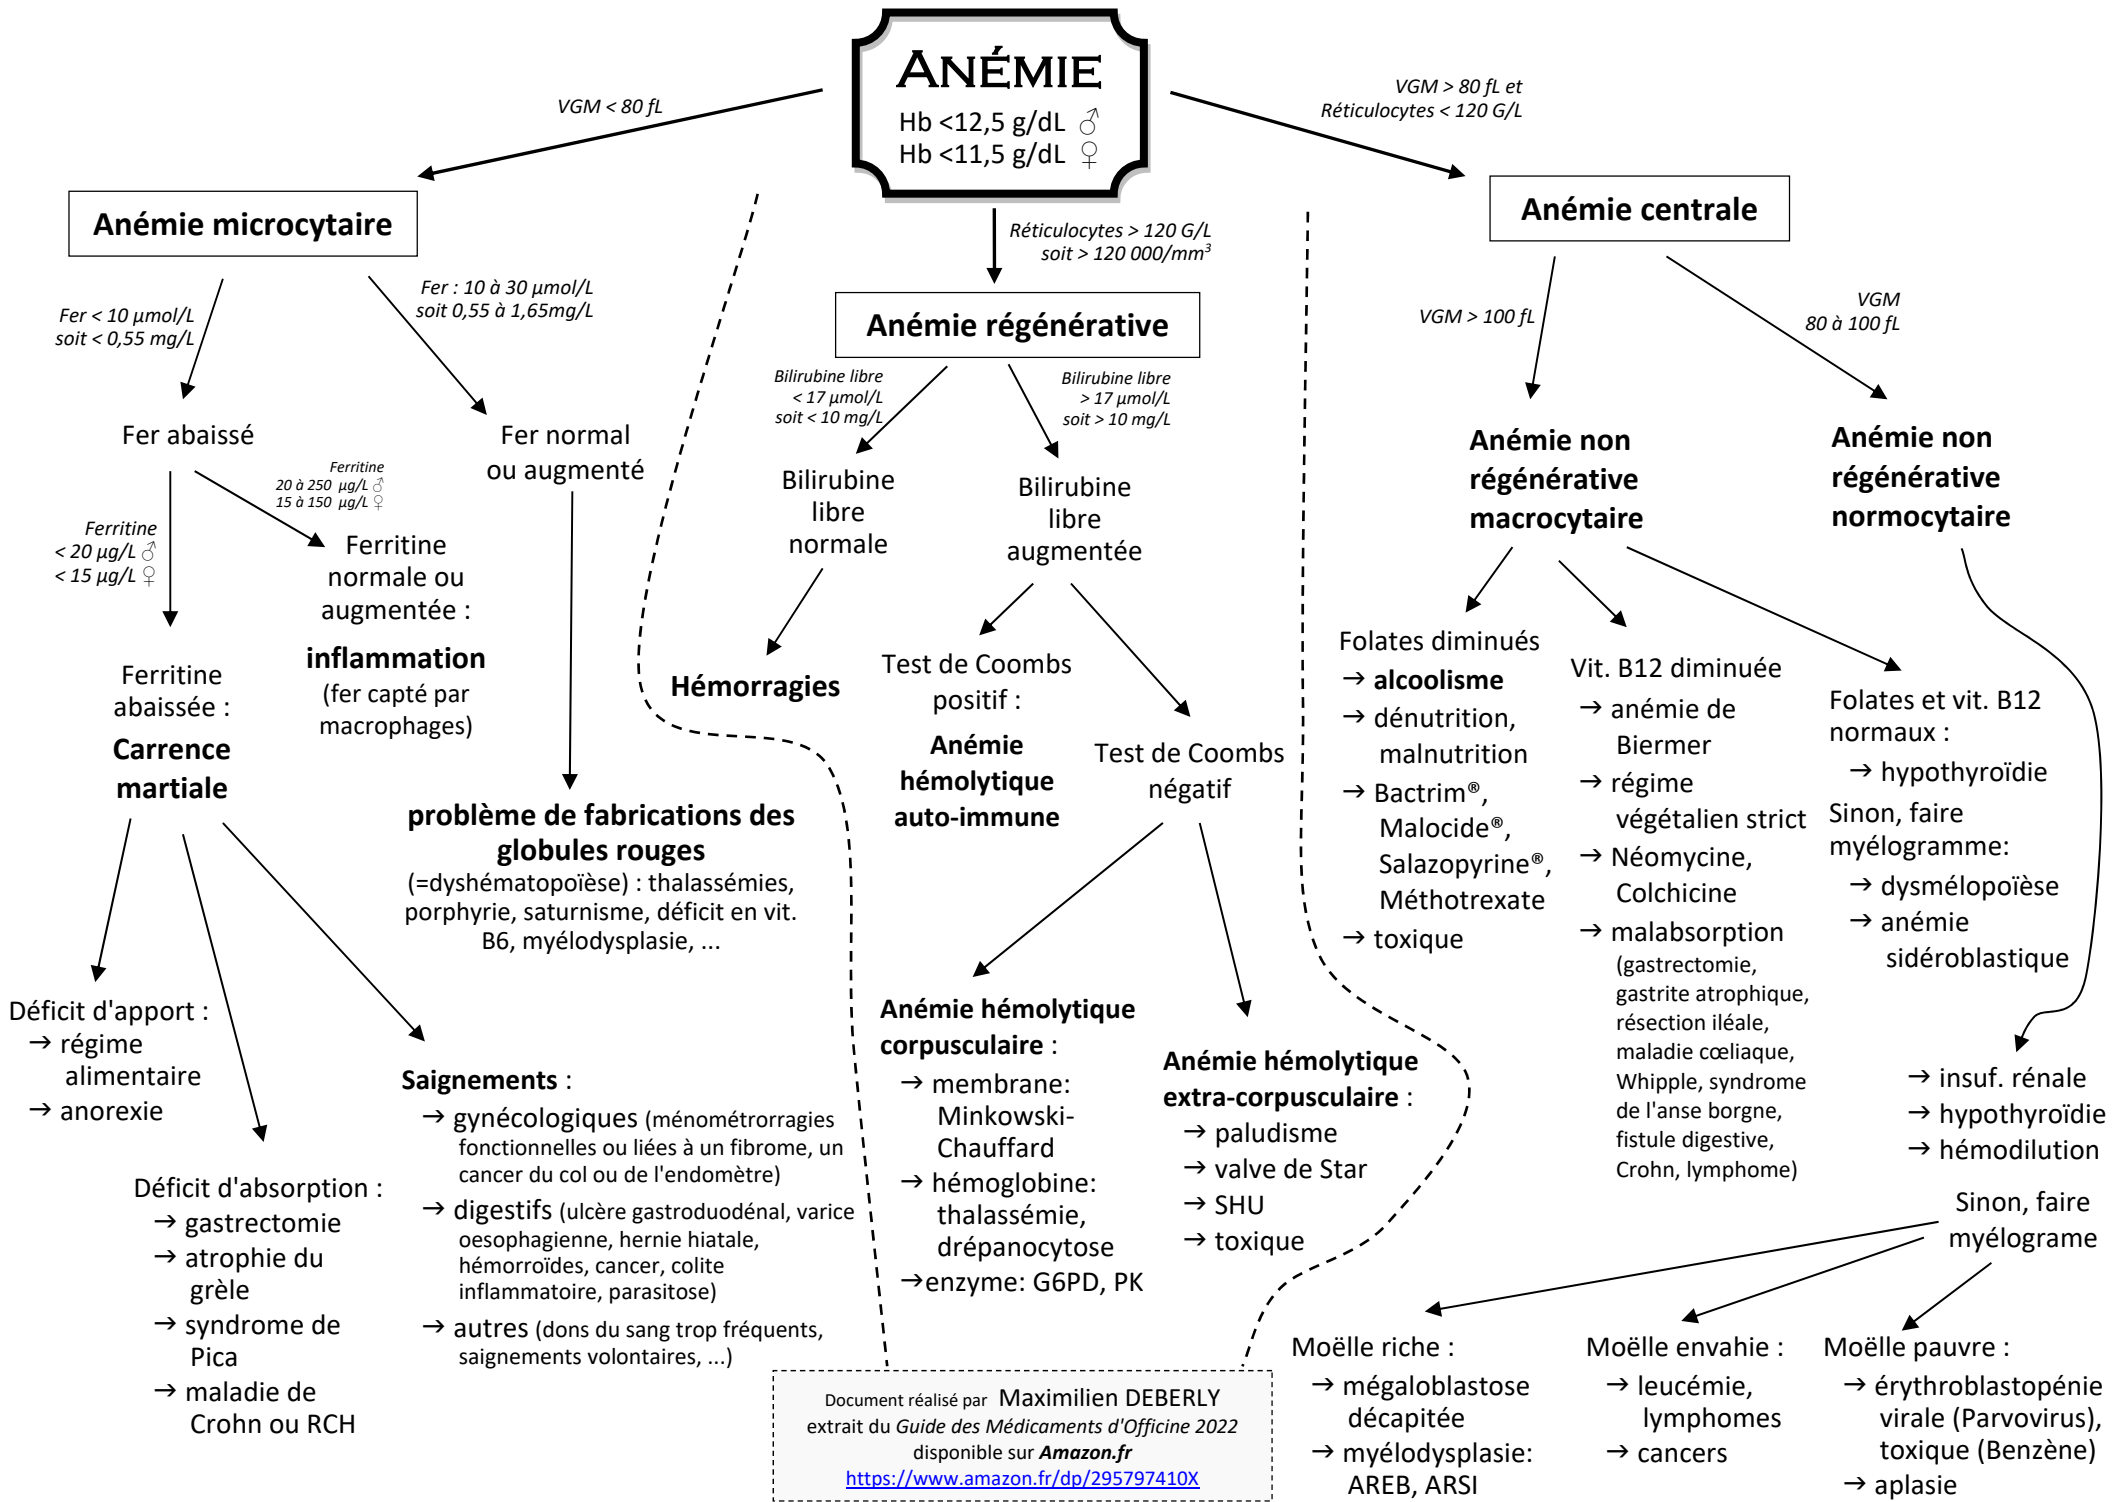 ANÉMIE
Hb <12,5 g/dL ♂
Hb <11,5 g/dL ♀
VGM < 80 fL
Anémie microcytaire
Fer < 10 µmol/L
soit < 0,55 mg/L
Fer : 10 à 30 µmol/L
soit 0,55 à 1,65mg/L
Fer abaissé
Fer normal
ou augmenté
Ferritine
< 20 µg/L ♂
< 15 µg/L ♀
Ferritine
20 à 250 µg/L ♂
15 à 150 µg/L ♀
Ferritine
normale ou
augmentée :
inflammation
(fer capté par
macrophages)
Ferritine
abaissée :
Carrence
martiale
problème de fabrications des
globules rouges
(=dyshématopoïèse) : thalassémies,
porphyrie, saturnisme, déficit en vit.
B6, myélodysplasie, ...
Déficit d'apport :
→ régime
alimentaire
→ anorexie
Déficit d'absorption :
→ gastrectomie
→ atrophie du
grèle
→ syndrome de
Pica
→ maladie de
Crohn ou RCH
Saignements :
→ gynécologiques (ménométrorragies
fonctionnelles ou liées à un fibrome, un
cancer du col ou de l'endomètre)
→ digestifs (ulcère gastroduodénal, varice
oesophagienne, hernie hiatale,
hémorroïdes, cancer, colite
inflammatoire, parasitose)
→ autres (dons du sang trop fréquents,
saignements volontaires, ...)
Réticulocytes > 120 G/L
soit > 120 000/mm³
Anémie régénérative
Bilirubine libre
< 17 µmol/L
soit < 10 mg/L
Bilirubine libre
> 17 µmol/L
soit > 10 mg/L
Bilirubine
libre
normale
Bilirubine
libre
augmentée
Hémorragies
Test de Coombs
positif :
Anémie
hémolytique
auto-immune
Test de Coombs
négatif
Anémie hémolytique
corpusculaire :
→ membrane:
Minkowski-
Chauffard
→ hémoglobine:
thalassémie,
drépanocytose
→enzyme: G6PD, PK
Anémie hémolytique
extra-corpusculaire :
→ paludisme
→ valve de Star
→ SHU
→ toxique
VGM > 80 fL et
Réticulocytes < 120 G/L
Anémie centrale
VGM > 100 fL
VGM
80 à 100 fL
Anémie non
régénérative
macrocytaire
Anémie non
régénérative
normocytaire
Folates diminués
→ alcoolisme
→ dénutrition,
malnutrition
→ Bactrim®,
Malocide®,
Salazopyrine®,
Méthotrexate
→ toxique
Vit. B12 diminuée
→ anémie de
Biermer
→ régime
végétalien strict
→ Néomycine,
Colchicine
→ malabsorption
(gastrectomie,
gastrite atrophique,
résection iléale,
maladie cœliaque,
Whipple, syndrome
de l'anse borgne,
fistule digestive,
Crohn, lymphome)
Folates et vit. B12
normaux :
→ hypothyroïdie
Sinon, faire
myélogramme:
→ dysmélopoïèse
→ anémie
sidéroblastique
→ insuf. rénale
→ hypothyroïdie
→ hémodilution
Sinon, faire
myélograme
Moëlle riche :
→ mégaloblastose
décapitée
→ myélodysplasie:
AREB, ARSI
Moëlle envahie :
→ leucémie,
lymphomes
→ cancers
Moëlle pauvre :
→ érythroblastopénie
virale (Parvovirus),
toxique (Benzène)
→ aplasie
Document réalisé par Maximilien DEBERLY
extrait du Guide des Médicaments d'Officine 2022
disponible sur Amazon.fr
https://www.amazon.fr/dp/295797410X